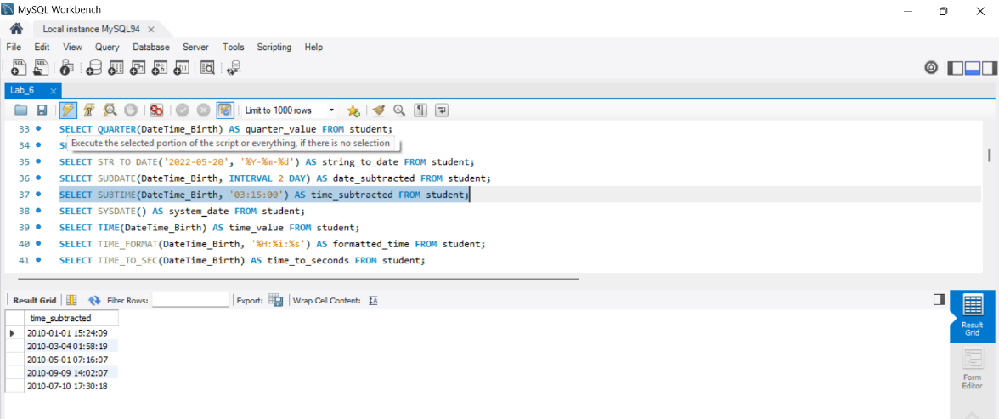 MySQL Workbench
Local instance MySQL94
File Edit View Query Database Server Tools Scripting Help
Lab_6
Limit to 1000 rows
33 SELECT QUARTER(DateTime_Birth) AS quarter_value FROM student;
34 S
Execute the selected portion of the script or everything, if there is no selection
35 SELECT STR_TO_DATE('2022-05-20', '%Y-%m-%d') AS string_to_date FROM student;
36 SELECT SUBDATE(DateTime_Birth, INTERVAL 2 DAY) AS date_subtracted FROM student;
37 SELECT SUBTIME(DateTime_Birth, '03:15:00') AS time_subtracted FROM student;
38 SELECT SYSDATE() AS system_date FROM student;
39 SELECT TIME(DateTime_Birth) AS time_value FROM student;
40 SELECT TIME_FORMAT(DateTime_Birth, '%H:%i:%s') AS formatted_time FROM student;
41 SELECT TIME_TO_SEC(DateTime_Birth) AS time_to_seconds FROM student;
Result Grid Filter Rows: Export: Wrap Cell Content:
time_subtracted
2010-01-01 15:24:09
2010-03-04 01:58:19
2010-05-01 07:16:07
2010-09-09 14:02:07
2010-07-10 17:30:18
Result
Grid
Form
Editor